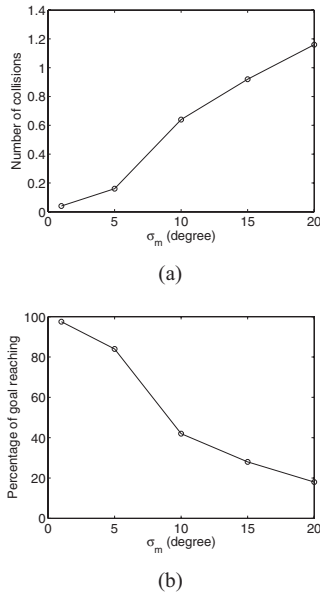 1.4
1.2
1
0.8
0.6
0.4
0.2
0
Number of collisions
0 5 10 15 20
σm (degree)
(a)
100
80
60
40
20
0
Percentage of goal reaching
0 5 10 15 20
σm (degree)
(b)